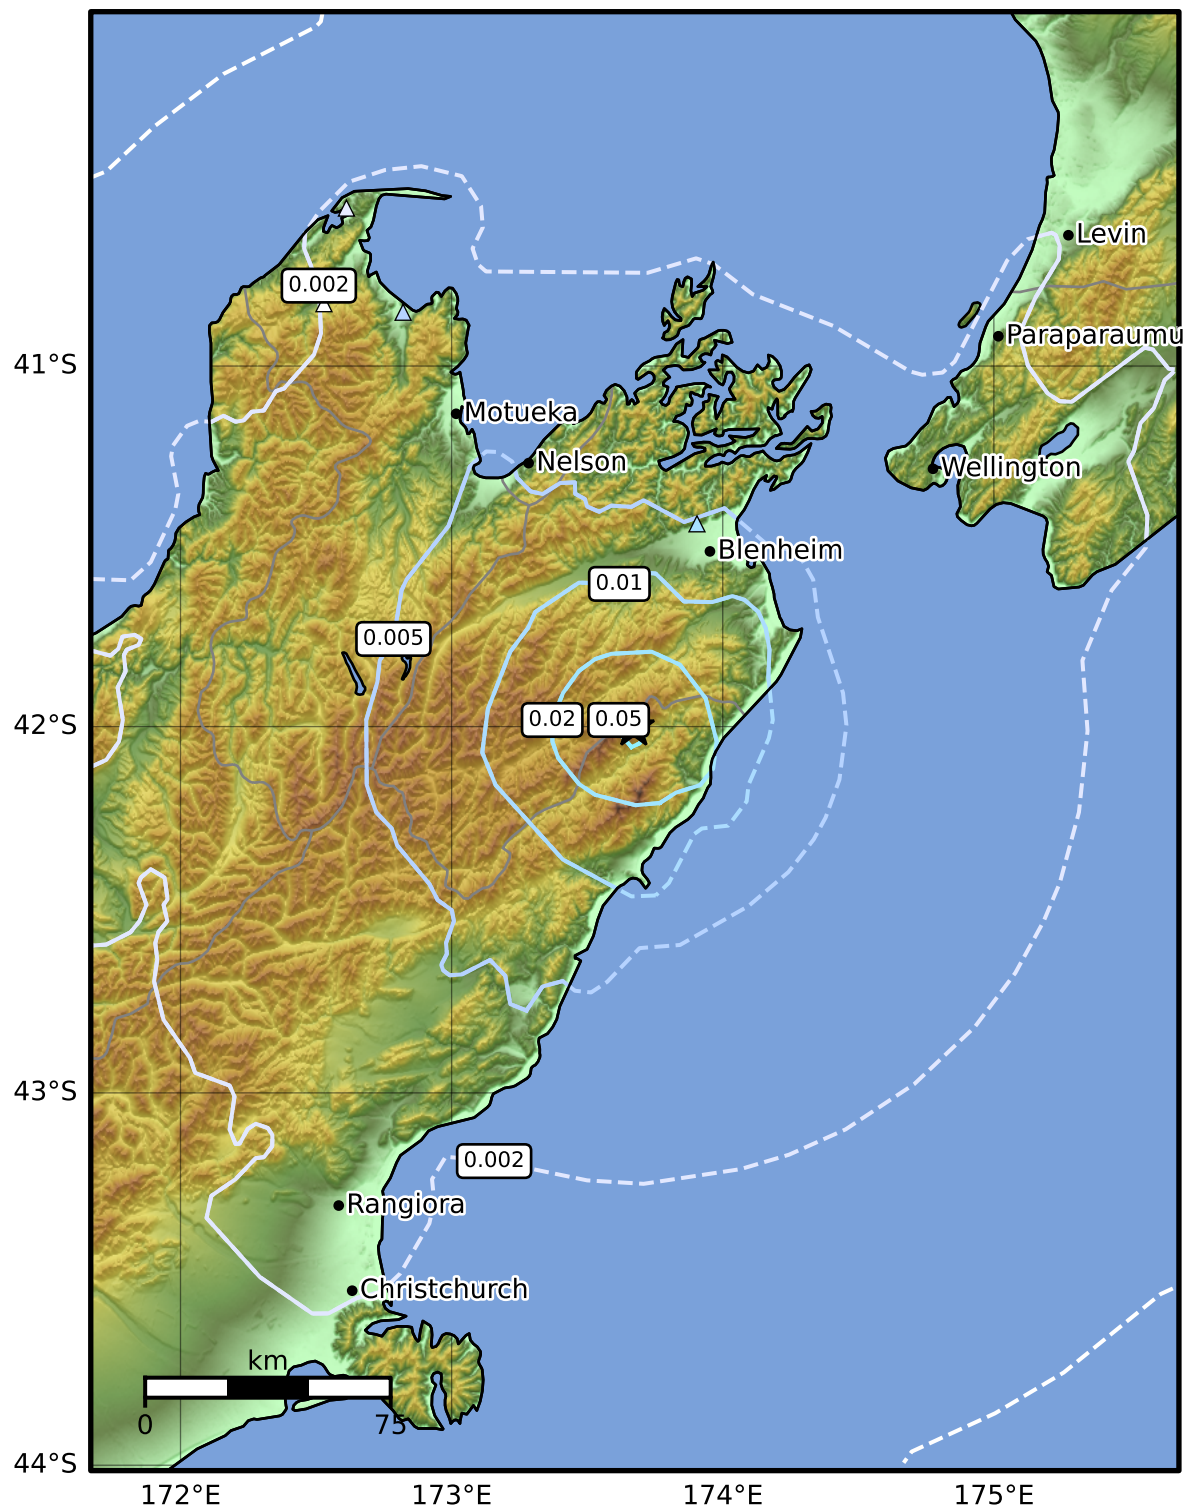 Levin
0.002
Paraparaumu
41°S
Motueka
Nelson
Wellington
Blenheim
0.01
0.005
0.02
0.05
42°S
43°S
0.002
Rangiora
Christchurch
km
0
75
44°S
172°E
173°E
174°E
175°E